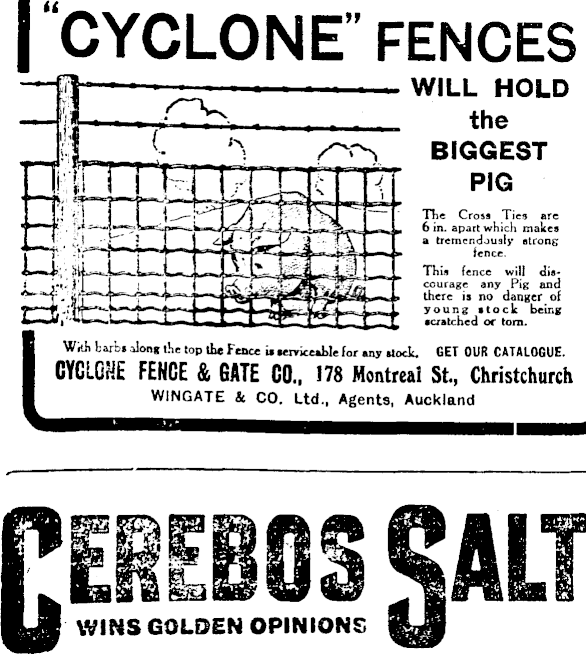 "CYCLONE" FENCES
WILL HOLD
the
BIGGEST
PIG
The Cross Ties are
6 in. apart which makes
a tremendously strong
fence.
This fence will dis-
courage any Pig and
there is no danger of
young stock being
scratched or torn.
With barbs along the top the Fence is serviceable for any stock. GET OUR CATALOGUE.
CYCLONE FENCE & GATE CO., 178 Montreal St., Christchurch
WINGATE & CO. Ltd., Agents, Auckland
CEREBOS SALT
WINS GOLDEN OPINIONS